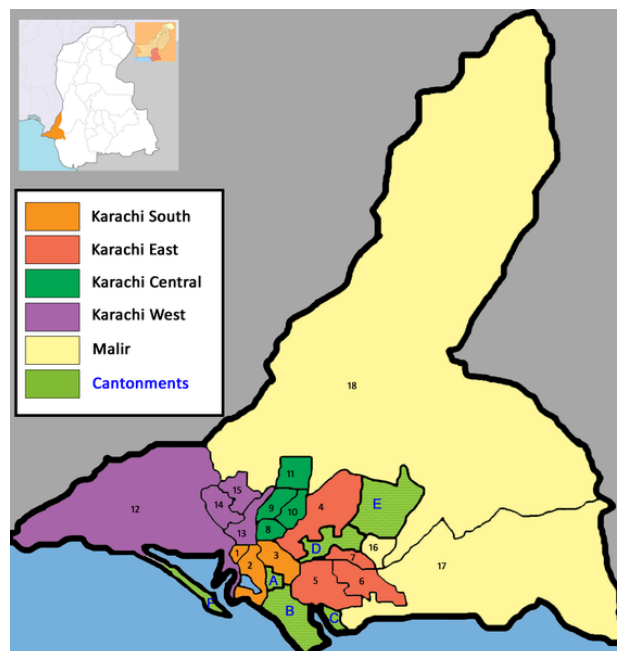 Karachi South
Karachi East
Karachi Central
Karachi West
Malir
Cantonments
18
11
15
E
12
14
9
10
4
13
8
D
16
1
3
7
17
2
A
5
6
F
B
C